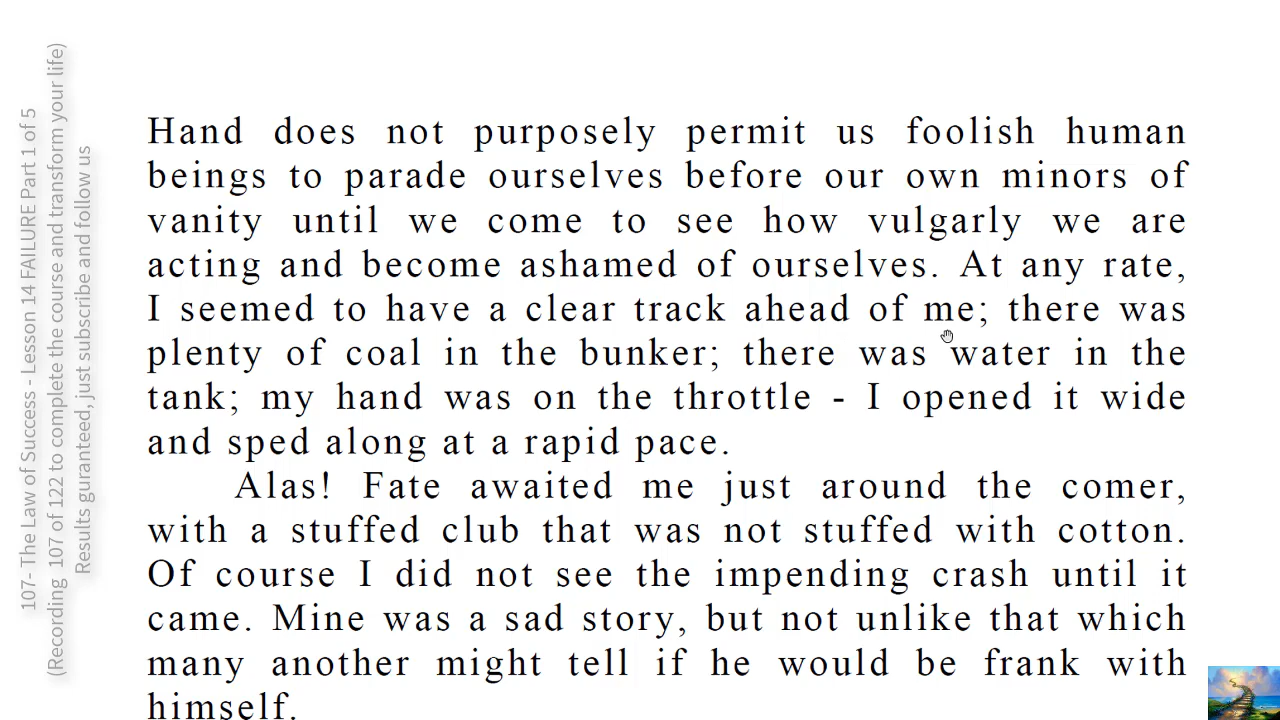 107- The Law of Success - Lesson 14 FAILURE Part 1 of 5
(Recording 107 of 122 to complete the course and transform your life)
Results guranteed, just subscribe and follow us
Hand does not purposely permit us foolish human
beings to parade ourselves before our own minors of
vanity until we come to see how vulgarly we are
acting and become ashamed of ourselves. At any rate,
I seemed to have a clear track ahead of me; there was
plenty of coal in the bunker; there was water in the
tank; my hand was on the throttle - I opened it wide
and sped along at a rapid pace.
Alas! Fate awaited me just around the comer,
with a stuffed club that was not stuffed with cotton.
Of course I did not see the impending crash until it
came. Mine was a sad story, but not unlike that which
many another might tell if he would be frank with
himself.